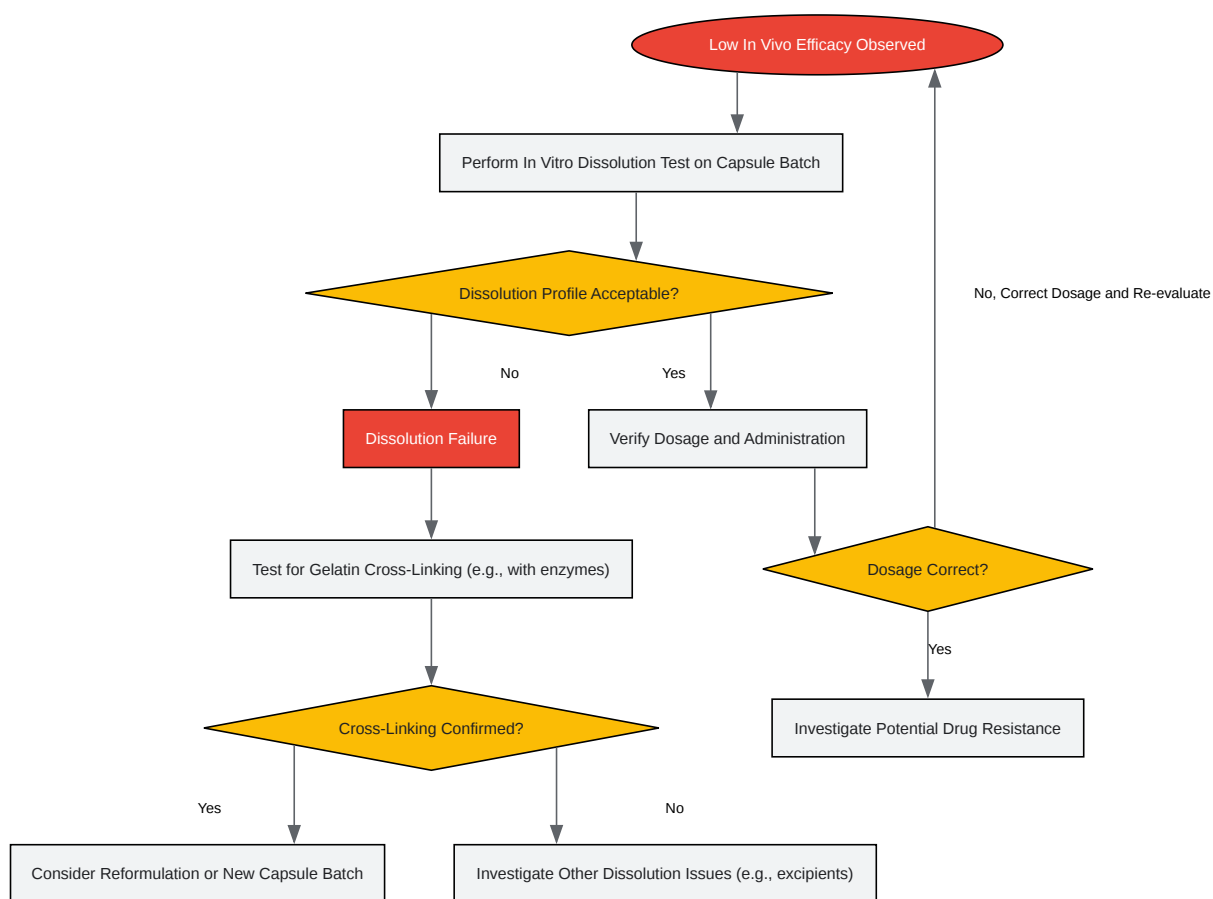 Low In Vivo Efficacy Observed
Perform In Vitro Dissolution Test on Capsule Batch
Dissolution Profile Acceptable?
No, Correct Dosage and Re-evaluate
No
Yes
Dissolution Failure
Verify Dosage and Administration
Test for Gelatin Cross-Linking (e.g., with enzymes)
Dosage Correct?
Yes
Cross-Linking Confirmed?
Investigate Potential Drug Resistance
Yes
No
Consider Reformulation or New Capsule Batch
Investigate Other Dissolution Issues (e.g., excipients)